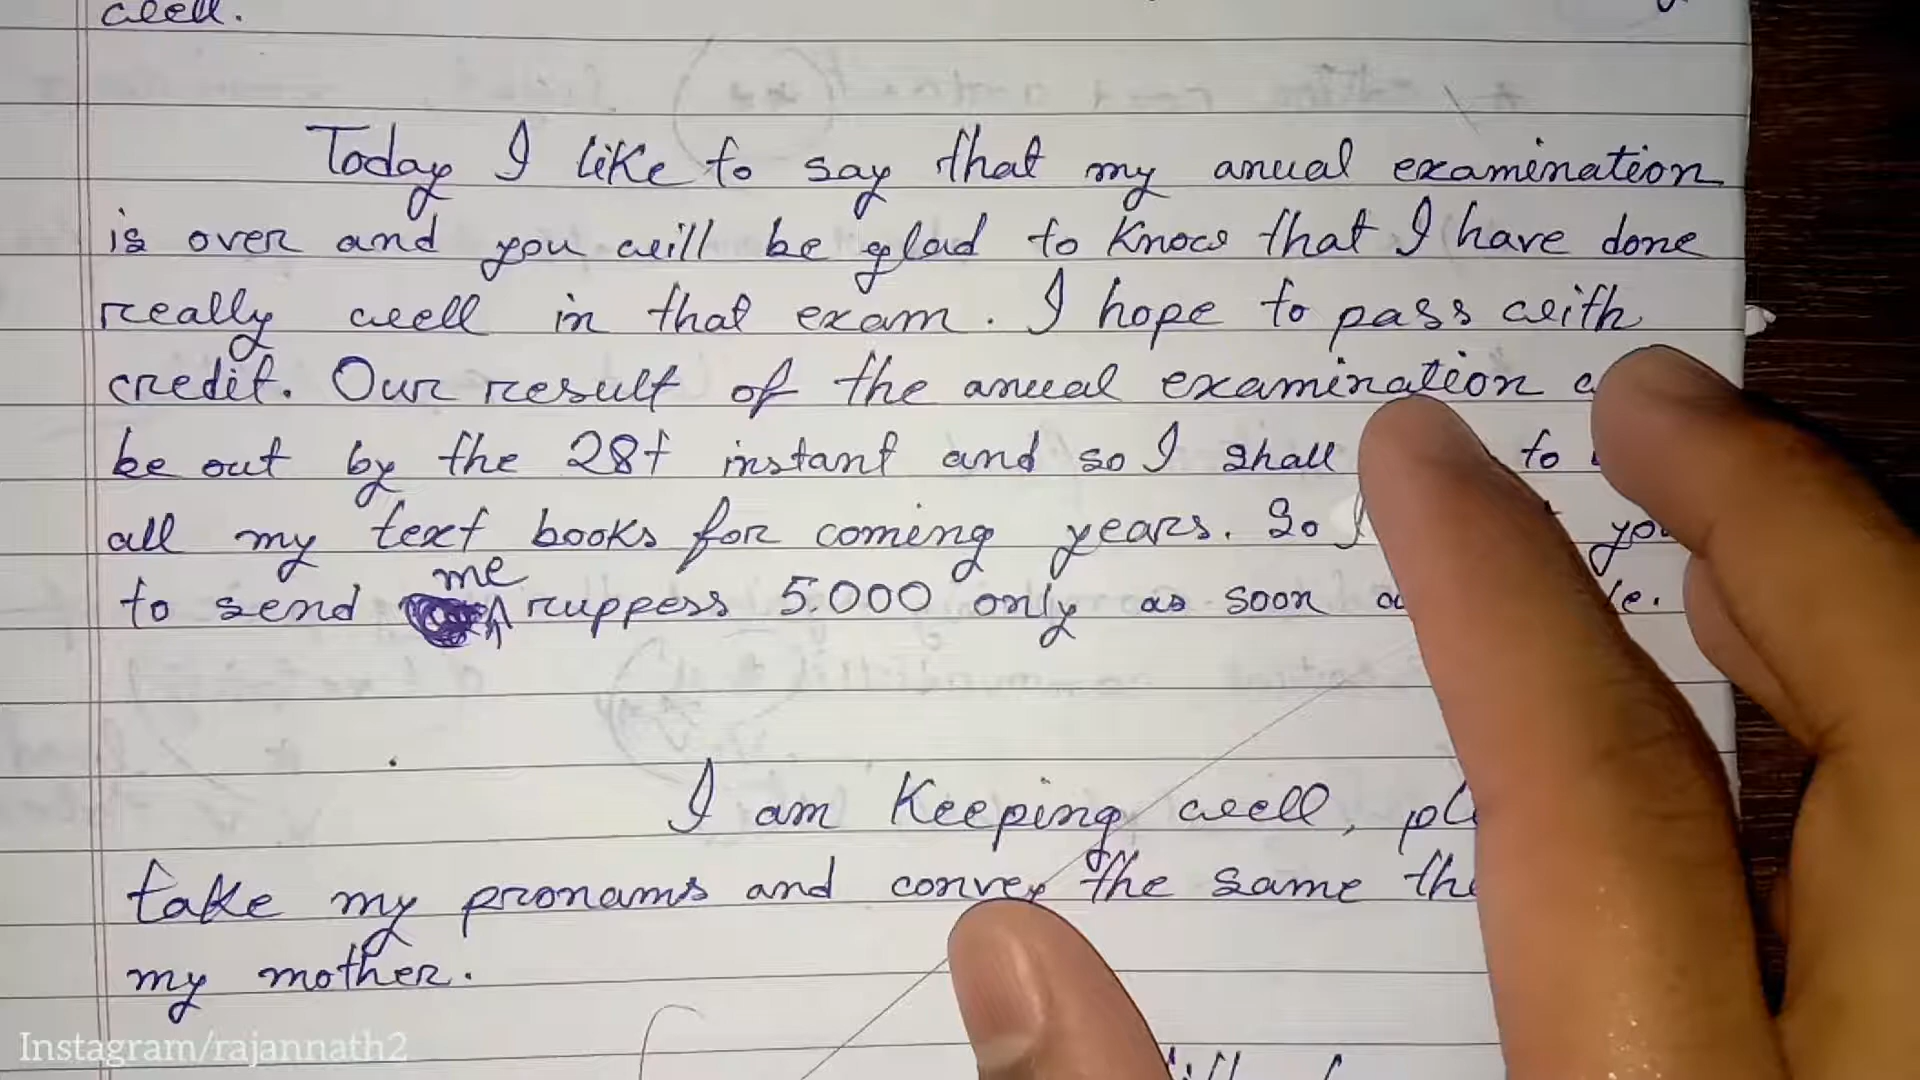 well.
Today I like to say that my anual examination
is over and you will be glad to know that I have done
really well in that exam. I hope to pass with
credit. Our result of the anual examination
be out by the 28t instant and so I shall to
all my text books for coming years. So I you
me
to send ruppess 5.000 only as soon
I am keeping well,
take my pronams and convey the same
my mother.
Instagram/rajannath2